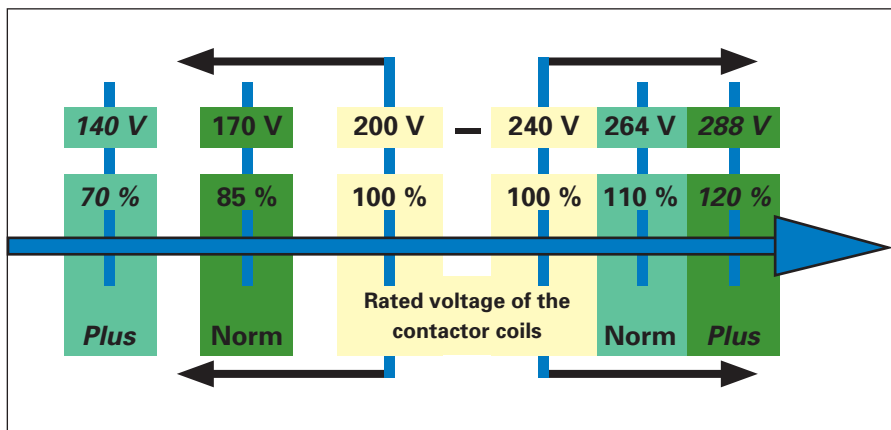 140 V 170 V 200 V – 240 V 264 V 288 V
70 % 85 % 100 % 100 % 110 % 120 %
Rated voltage of the
contactor coils
Plus Norm Norm Plus